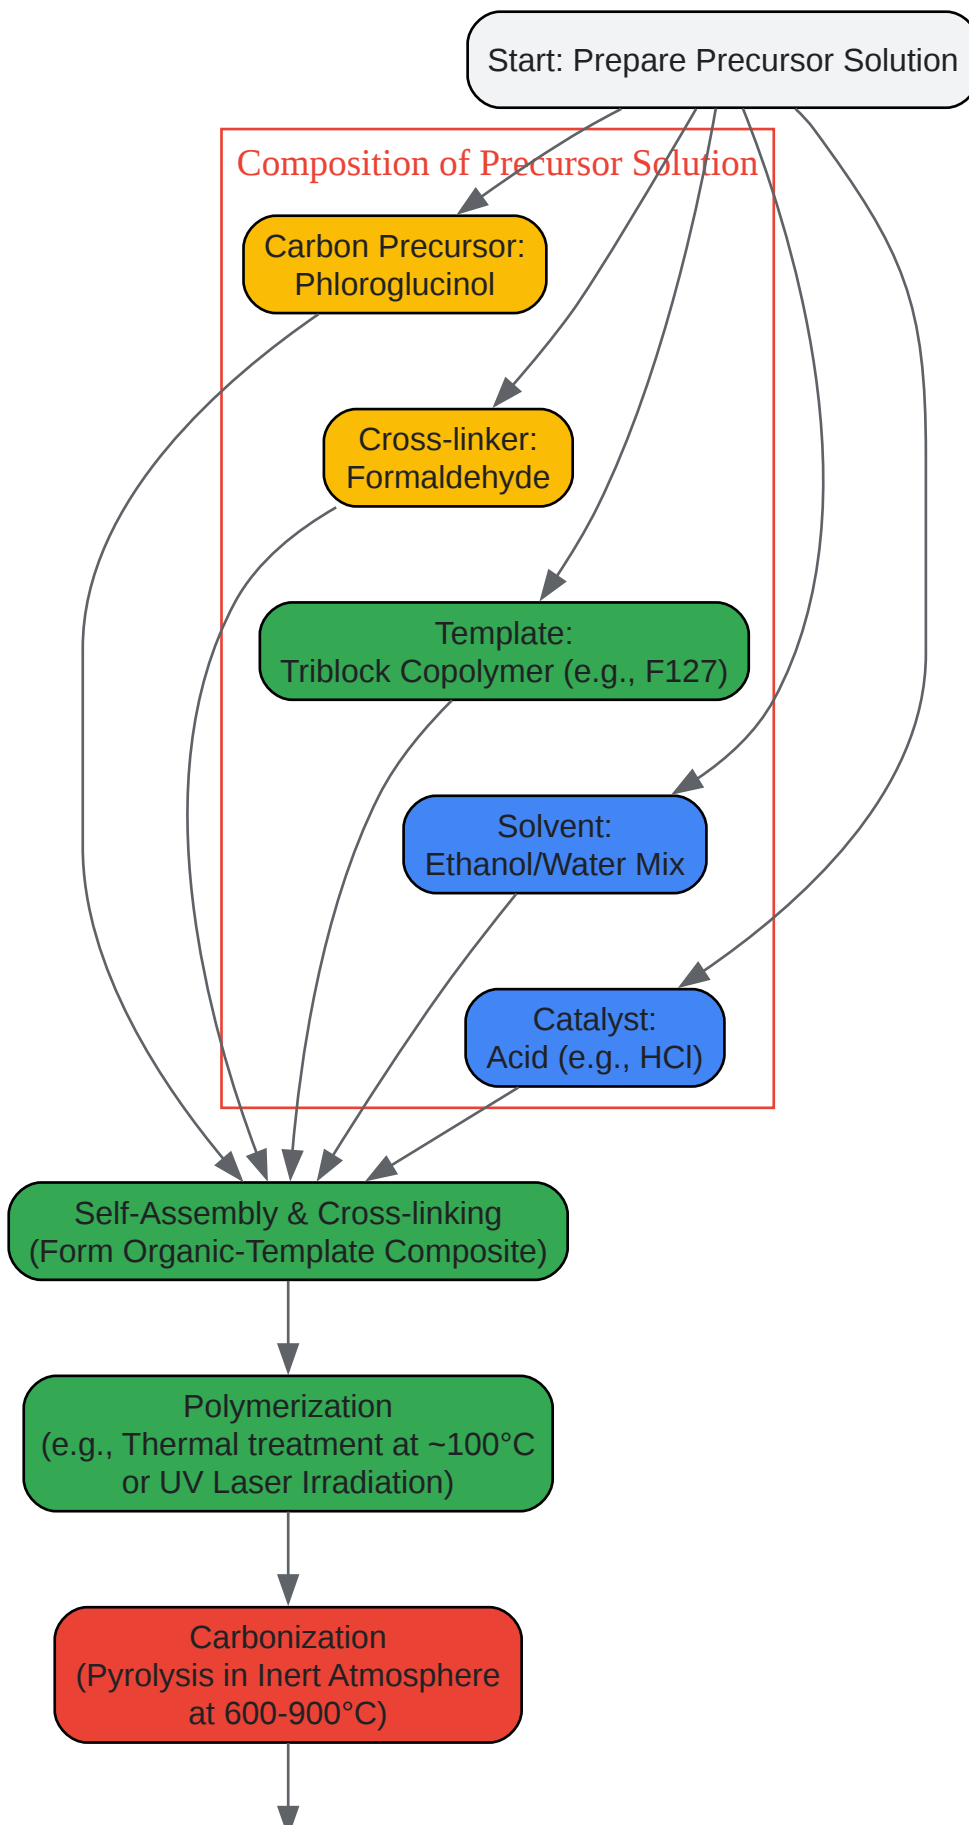 Start: Prepare Precursor Solution
Composition of Precursor Solution
Carbon Precursor:
Phloroglucinol
Cross-linker:
Formaldehyde
Template:
Triblock Copolymer (e.g., F127)
Solvent:
Ethanol/Water Mix
Catalyst:
Acid (e.g., HCl)
Self-Assembly & Cross-linking
(Form Organic-Template Composite)
Polymerization
(e.g., Thermal treatment at ~100°C
or UV Laser Irradiation)
Carbonization
(Pyrolysis in Inert Atmosphere
at 600-900°C)